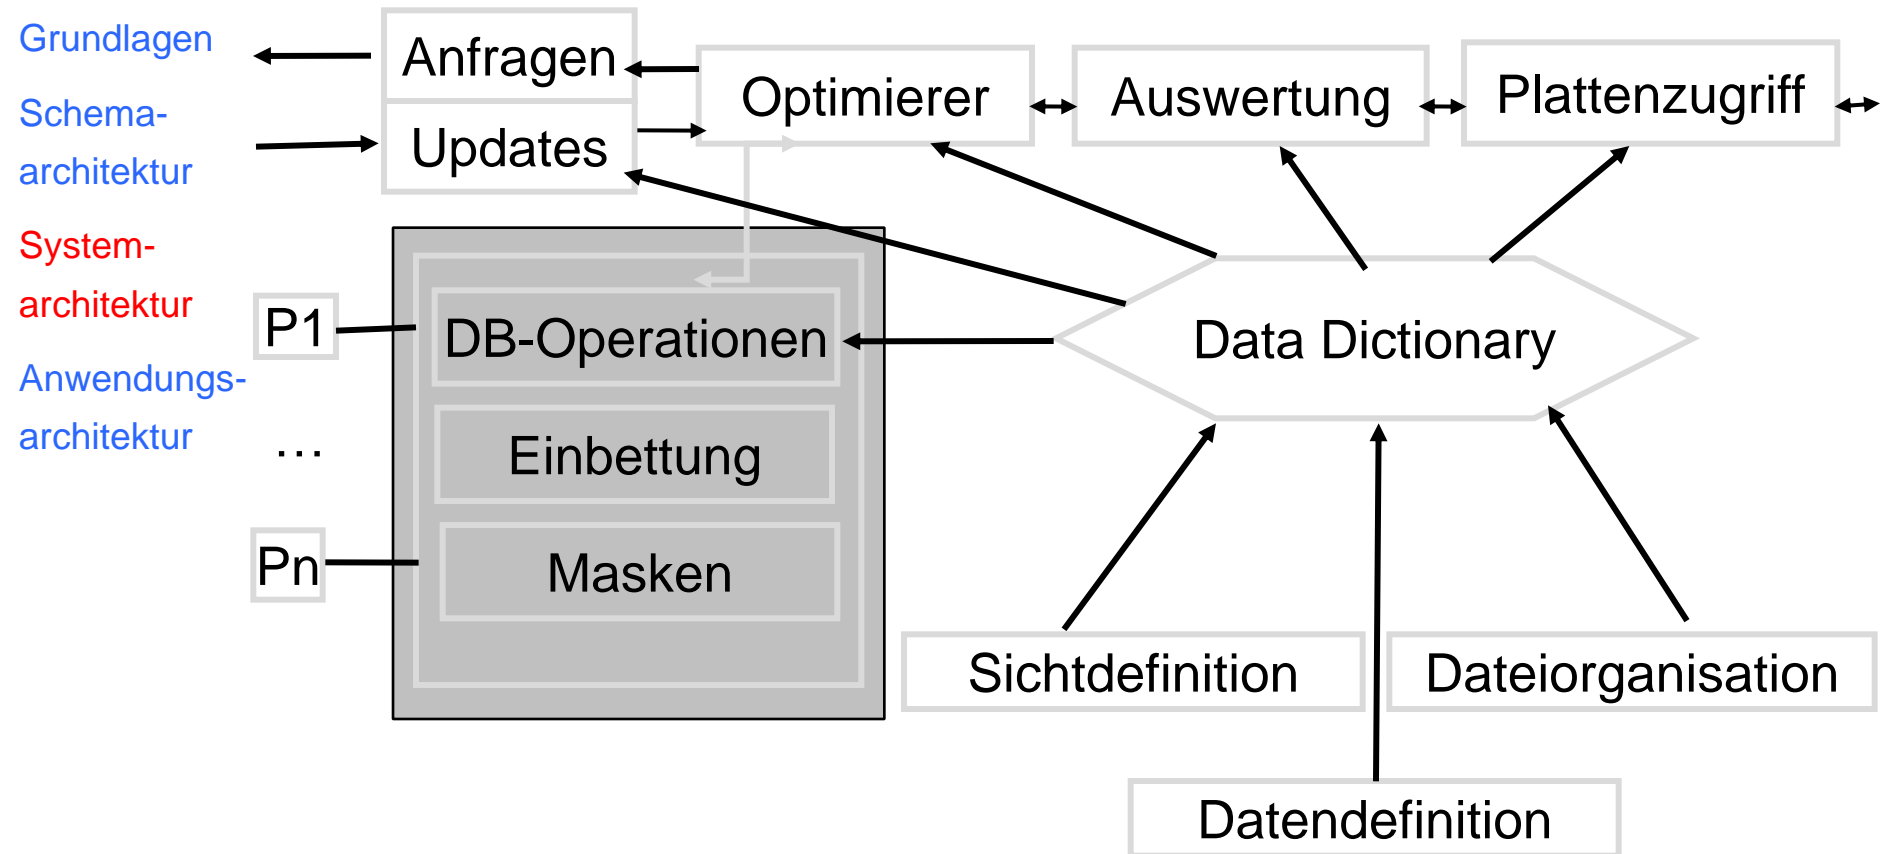 Grundlagen
Schema-
architektur
System-
architektur
Anwendungs-
architektur
Anfragen
Updates
Optimierer
Auswertung
Plattenzugriff
P1
…
Pn
DB-Operationen
Einbettung
Masken
Data Dictionary
Sichtdefinition
Dateiorganisation
Datendefinition